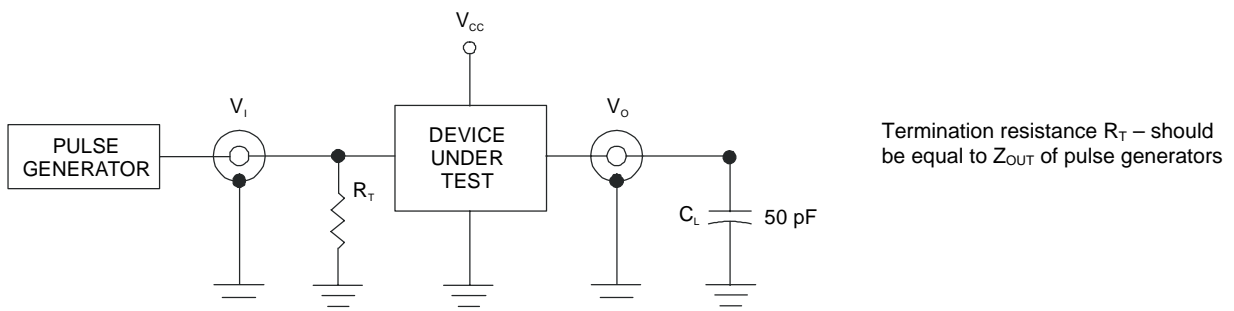 V_CC
V_I
V_O
PULSE
GENERATOR
DEVICE
UNDER
TEST
R_T
C_L
50 pF
Termination resistance R_T – should
be equal to Z_OUT of pulse generators